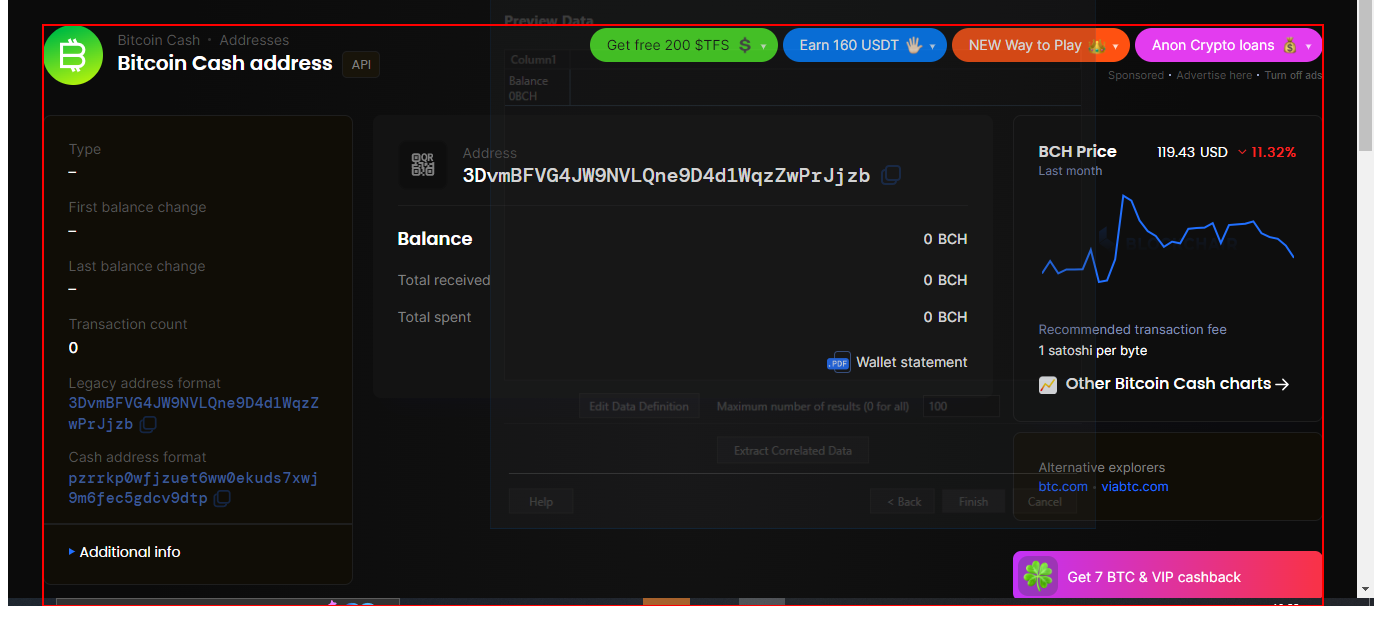 Preview Data
Bitcoin Cash • Addresses
Bitcoin Cash address
API
Get free 200 $TFS
Earn 160 USDT
NEW Way to Play
Anon Crypto loans
Sponsored • Advertise here • Turn off ads
Column1
Balance
0BCH
Type
–
First balance change
–
Last balance change
–
Transaction count
0
Legacy address format
3DvmBFVG4JW9NVLQne9D4d1WqzZ
wPrJjzb
Cash address format
pzrrkp0wfjzuet6ww0ekuds7xwj
9m6fec5gdcv9dtp
Additional info
QR
Address
3DvmBFVG4JW9NVLQne9D4d1WqzZwPrJjzb
Balance 0 BCH
Total received 0 BCH
Total spent 0 BCH
.PDF Wallet statement
Edit Data Definition Maximum number of results (0 for all) 100
Extract Correlated Data
Help < Back Finish Cancel
BCH Price 119.43 USD 11.32%
Last month
Recommended transaction fee
1 satoshi per byte
Other Bitcoin Cash charts→
Alternative explorers
btc.com • viabtc.com
Get 7 BTC & VIP cashback